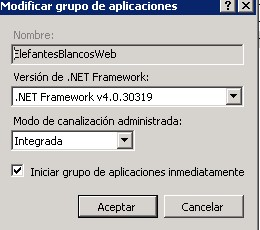 Modificar grupo de aplicaciones
Nombre:
ElefantesBlancosWeb
Versión de .NET Framework:
.NET Framework v4.0.30319
Modo de canalización administrada:
Integrada
Iniciar grupo de aplicaciones inmediatamente
Aceptar
Cancelar